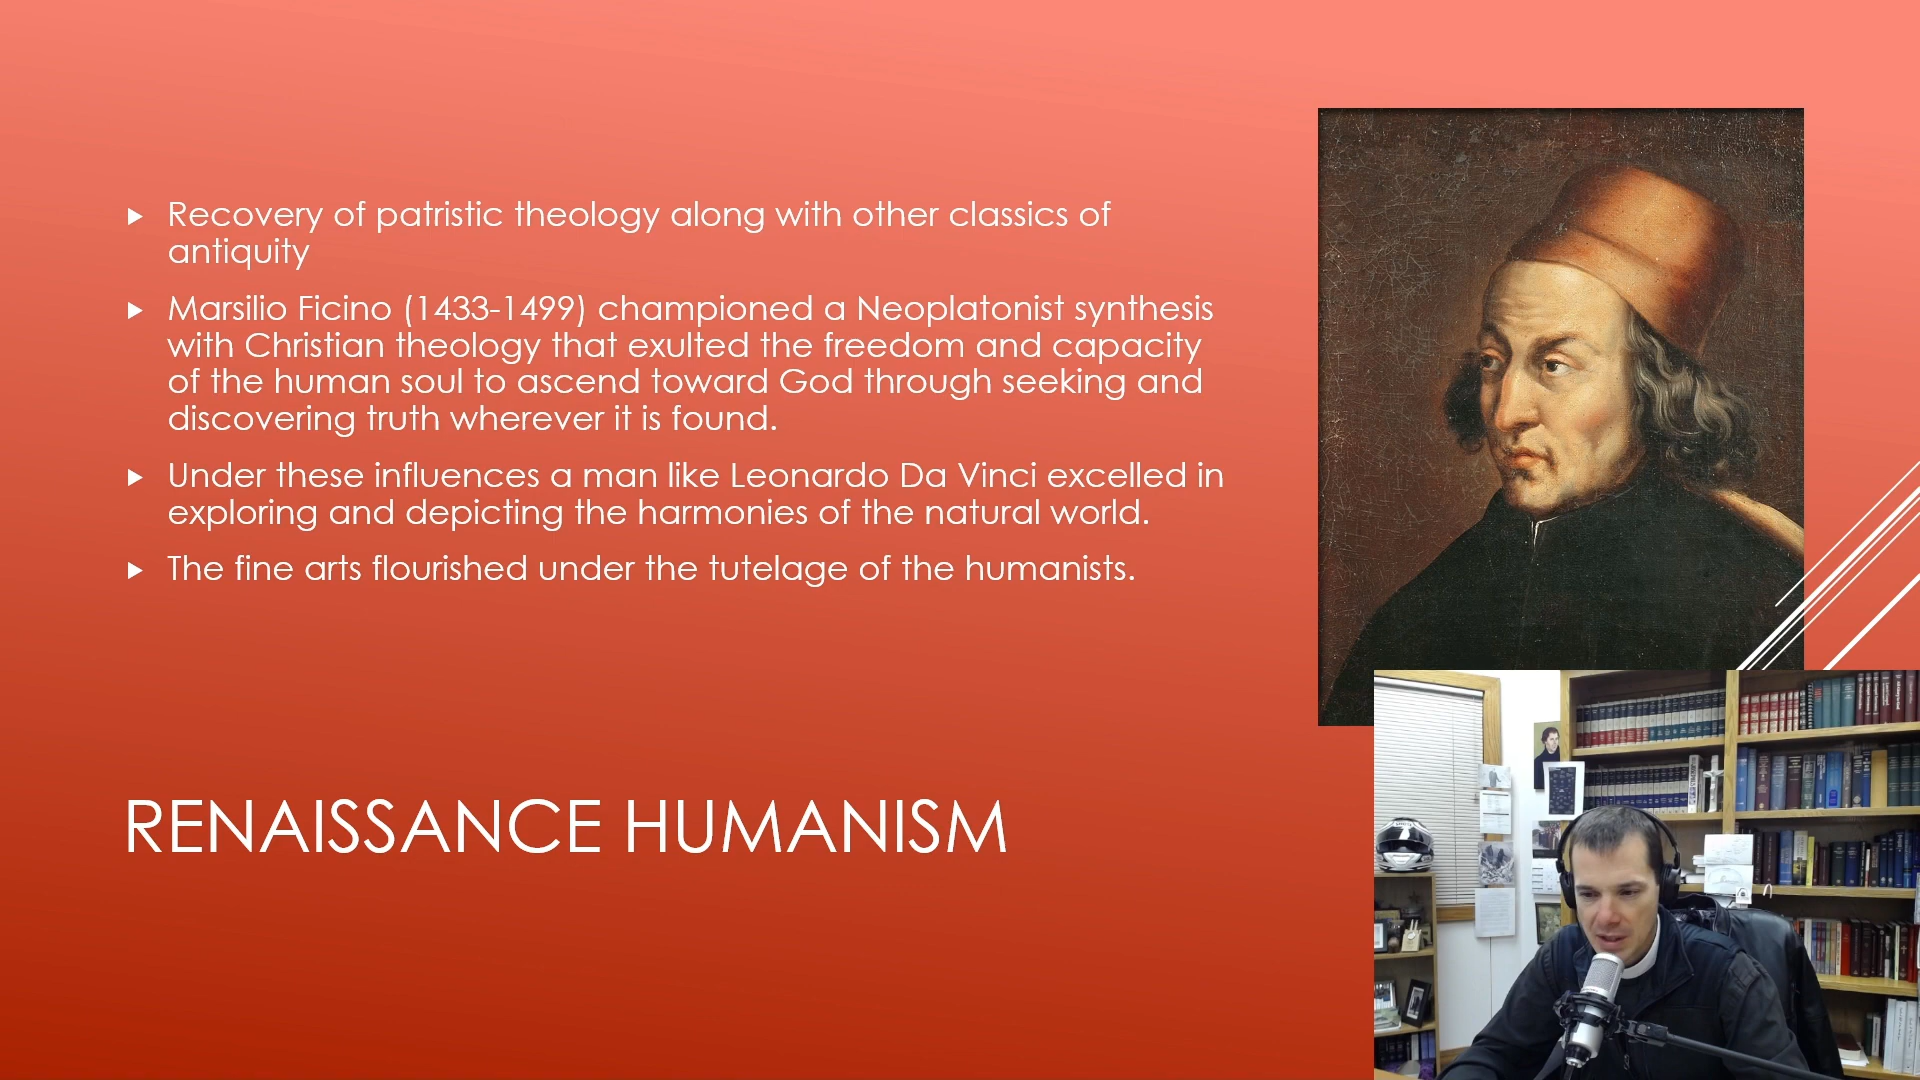 Recovery of patristic theology along with other classics of
antiquity
Marsilio Ficino (1433-1499) championed a Neoplatonist synthesis
with Christian theology that exulted the freedom and capacity
of the human soul to ascend toward God through seeking and
discovering truth wherever it is found.
Under these influences a man like Leonardo Da Vinci excelled in
exploring and depicting the harmonies of the natural world.
The fine arts flourished under the tutelage of the humanists.
RENAISSANCE HUMANISM